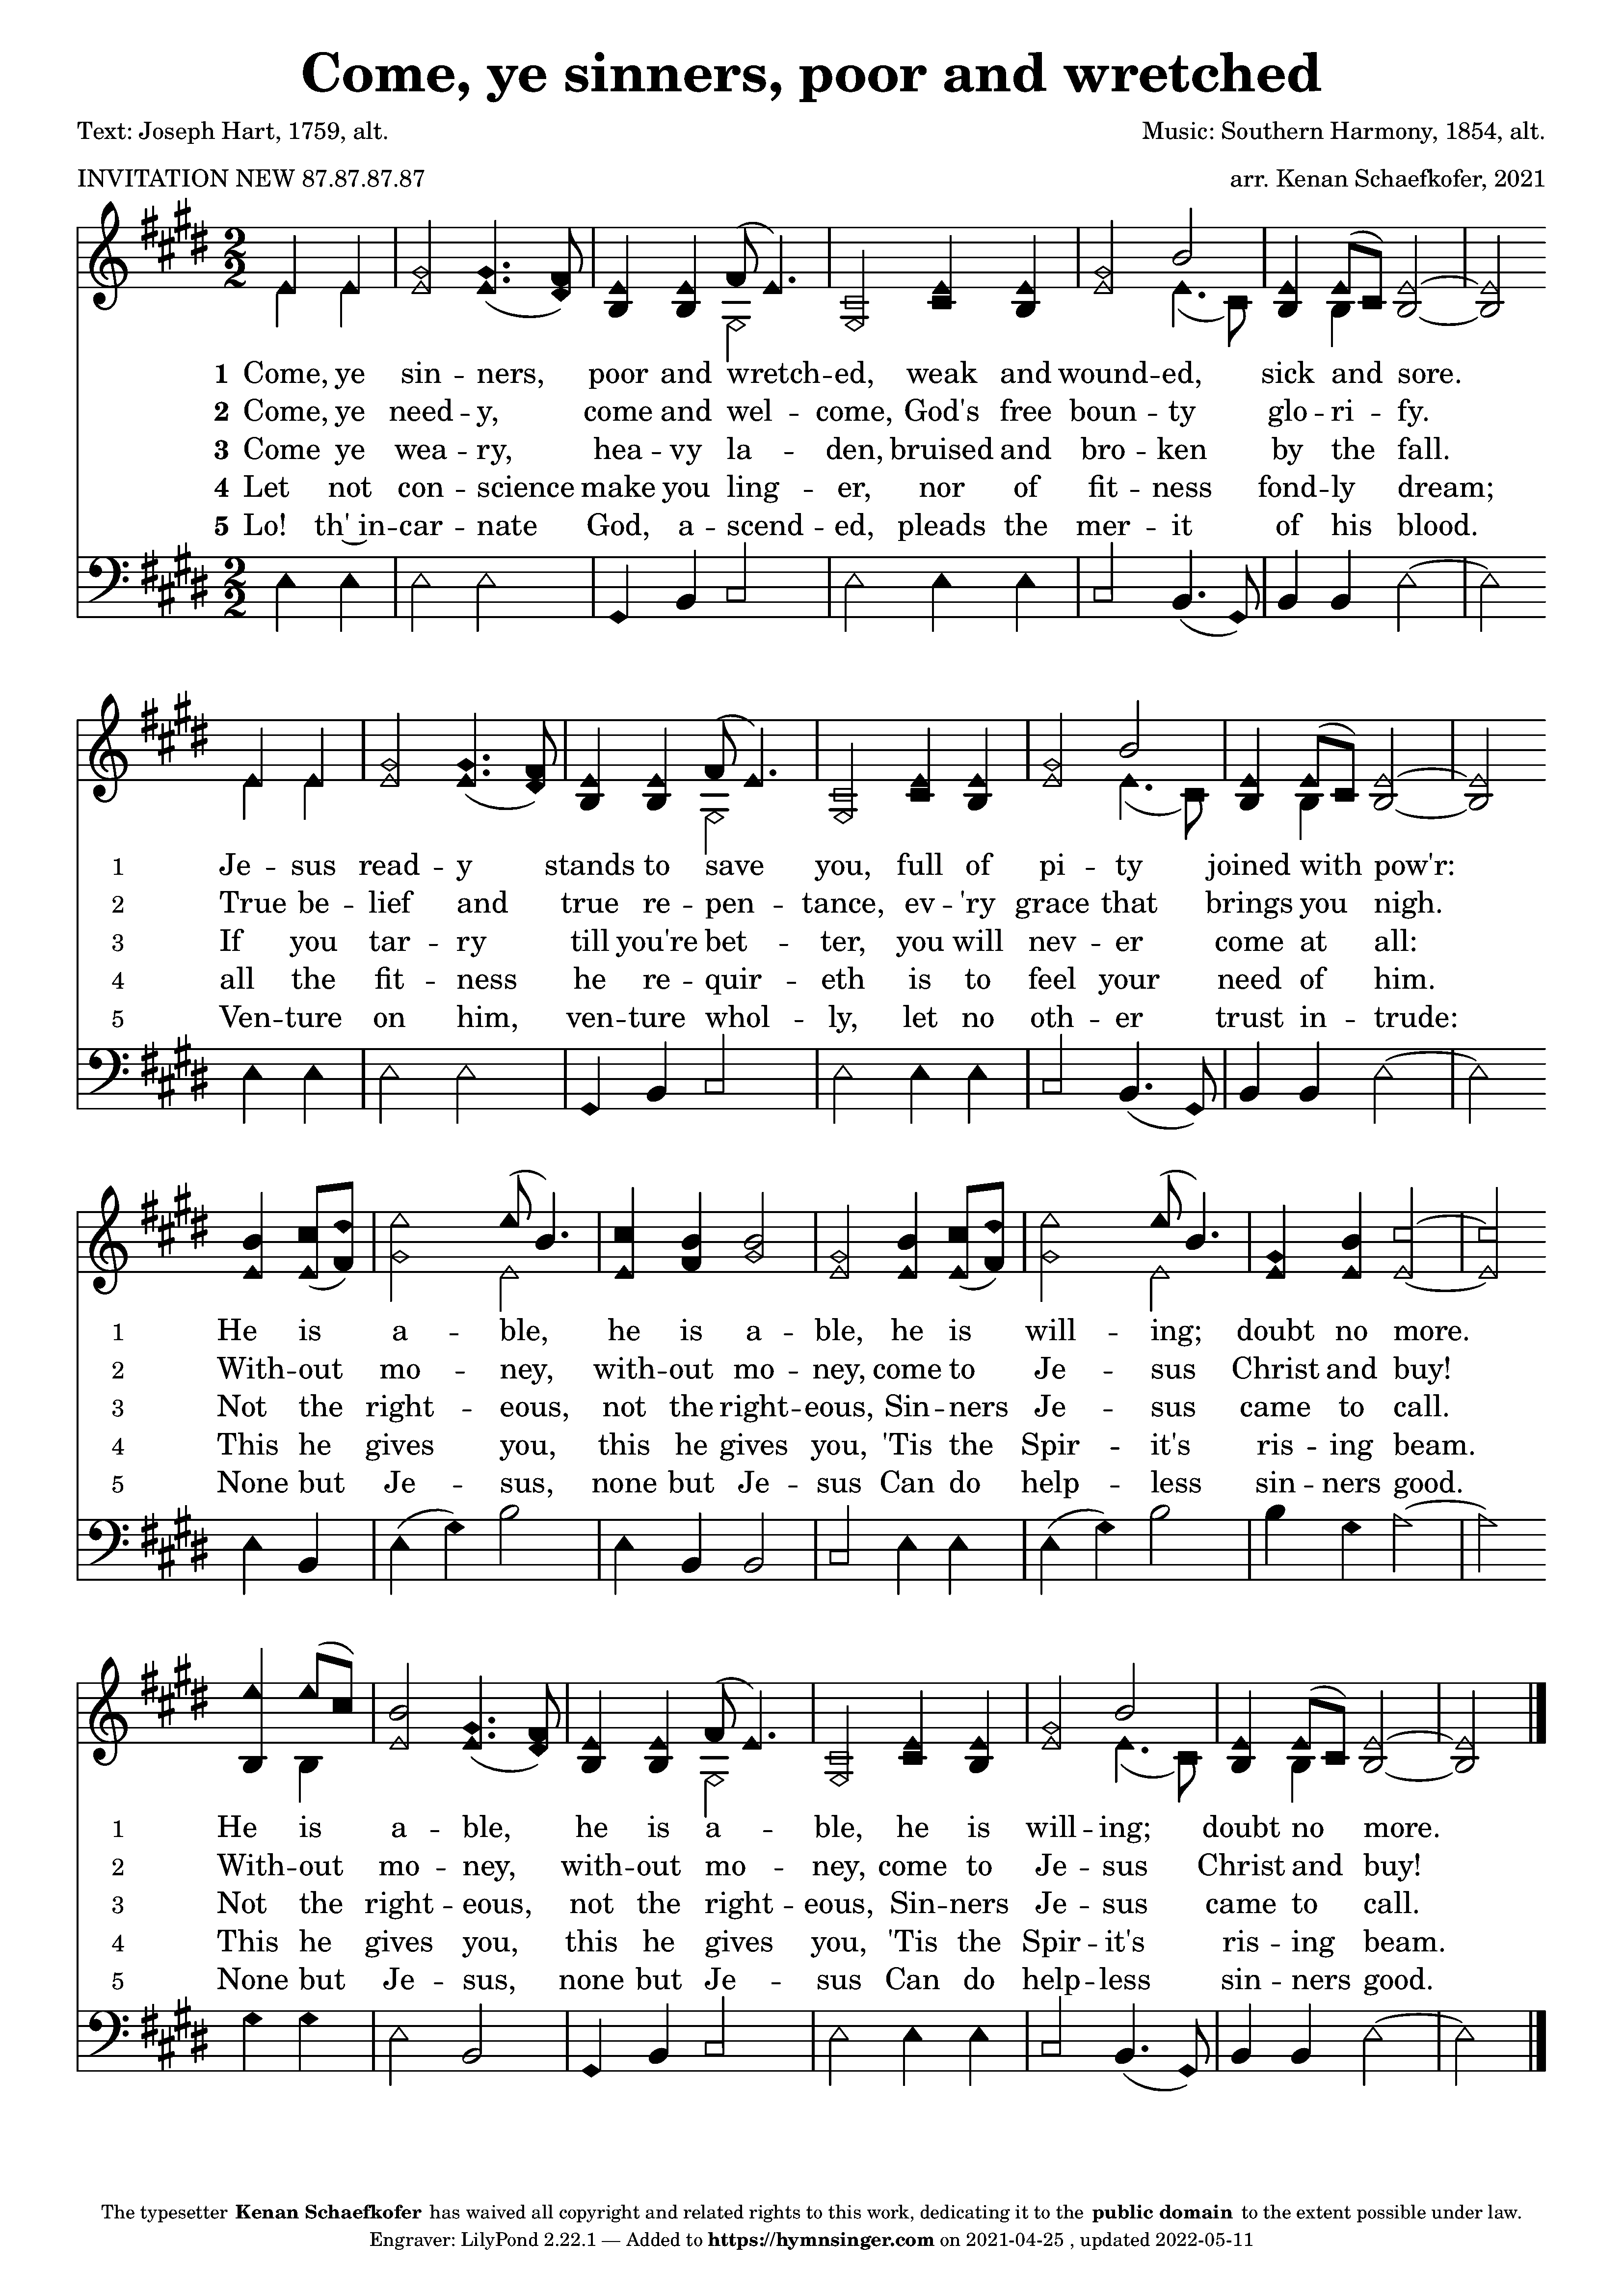 Come, ye sinners, poor and wretched
Text: Joseph Hart, 1759, alt.
Music: Southern Harmony, 1854, alt.
INVITATION NEW 87.87.87.87
arr. Kenan Schaefkofer, 2021
1 Come, ye sin -- ners, poor and wretch -- ed, weak and wound -- ed, sick and sore.
2 Come, ye need -- y, come and wel -- come, God's free boun -- ty glo -- ri -- fy.
3 Come ye wea -- ry, hea -- vy la -- den, bruised and bro -- ken by the fall.
4 Let not con -- science make you ling -- er, nor of fit -- ness fond -- ly dream;
5 Lo! th'‿in -- car -- nate God, a -- scend -- ed, pleads the mer -- it of his blood.
1 Je -- sus read -- y stands to save you, full of pi -- ty joined with pow'r:
2 True be -- lief and true re -- pen -- tance, ev -- 'ry grace that brings you nigh.
3 If you tar -- ry till you're bet -- ter, you will nev -- er come at all:
4 all the fit -- ness he re -- quir -- eth is to feel your need of him.
5 Ven -- ture on him, ven -- ture whol -- ly, let no oth -- er trust in -- trude:
1 He is a -- ble, he is a -- ble, he is will -- ing; doubt no more.
2 With -- out mo -- ney, with -- out mo -- ney, come to Je -- sus Christ and buy!
3 Not the right -- eous, not the right -- eous, Sin -- ners Je -- sus came to call.
4 This he gives you, this he gives you, 'Tis the Spir -- it's ris -- ing beam.
5 None but Je -- sus, none but Je -- sus Can do help -- less sin -- ners good.
1 He is a -- ble, he is a -- ble, he is will -- ing; doubt no more.
2 With -- out mo -- ney, with -- out mo -- ney, come to Je -- sus Christ and buy!
3 Not the right -- eous, not the right -- eous, Sin -- ners Je -- sus came to call.
4 This he gives you, this he gives you, 'Tis the Spir -- it's ris -- ing beam.
5 None but Je -- sus, none but Je -- sus Can do help -- less sin -- ners good.
The typesetter Kenan Schaefkofer has waived all copyright and related rights to this work, dedicating it to the public domain to the extent possible under law.
Engraver: LilyPond 2.22.1 — Added to https://hymnsinger.com on 2021-04-25 , updated 2022-05-11